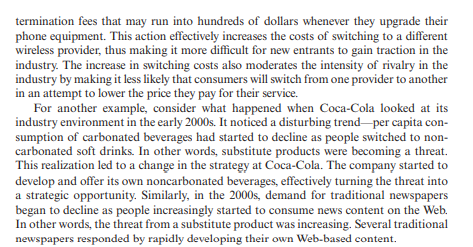 termination fees that may run into hundreds of dollars whenever they upgrade their
phone equipment. This action effectively increases the costs of switching to a different
wireless provider, thus making it more difficult for new entrants to gain traction in the
industry. The increase in switching costs also moderates the intensity of rivalry in the
industry by making it less likely that consumers will switch from one provider to another
in an attempt to lower the price they pay for their service.
For another example, consider what happened when Coca-Cola looked at its
industry environment in the early 2000s. It noticed a disturbing trend—per capita con-
sumption of carbonated beverages had started to decline as people switched to non-
carbonated soft drinks. In other words, substitute products were becoming a threat.
This realization led to a change in the strategy at Coca-Cola. The company started to
develop and offer its own noncarbonated beverages, effectively turning the threat into
a strategic opportunity. Similarly, in the 2000s, demand for traditional newspapers
began to decline as people increasingly started to consume news content on the Web.
In other words, the threat from a substitute product was increasing. Several traditional
newspapers responded by rapidly developing their own Web-based content.